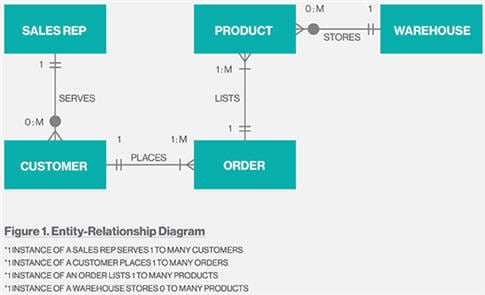 SALES REP
PRODUCT
0:M
1
STORES
WAREHOUSE
1
SERVES
0:M
1:M
LISTS
1
CUSTOMER
1
PLACES
1:M
ORDER
Figure 1. Entity-Relationship Diagram
*1 INSTANCE OF A SALES REP SERVES 1 TO MANY CUSTOMERS
*1 INSTANCE OF A CUSTOMER PLACES 1 TO MANY ORDERS
*1 INSTANCE OF AN ORDER LISTS 1 TO MANY PRODUCTS
*1 INSTANCE OF A WAREHOUSE STORES 0 TO MANY PRODUCTS